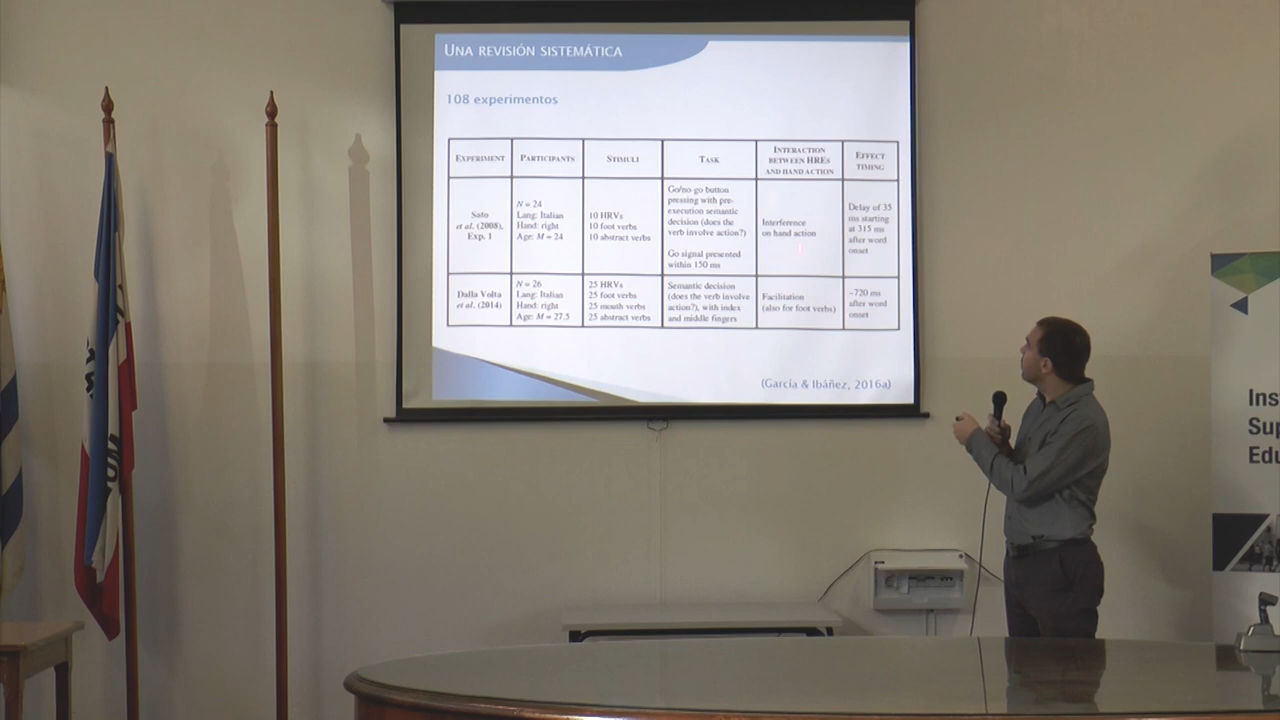 UNA REVISIÓN SISTEMÁTICA
108 experimentos
EXPERIMENT PARTICIPANTS STIMULI TASK INTERACTION BETWEEN HRES AND HAND ACTION EFFECT TIMING
Sato
et al. (2008),
Exp. 1
N = 24
Lang: Italian
Hand: right
Age: M = 24
10 HRVs
10 foot verbs
10 abstract verbs
Go/no-go button
pressing with pre-
execution semantic
decision (does the
verb involve action?)
Go signal presented
within 150 ms
Interference
on hand action
Delay of 35
ms starting
at 315 ms
after word
onset
Dalla Volta
et al. (2014)
N = 26
Lang: Italian
Hand: right
Age: M = 27.5
25 HRVs
25 foot verbs
25 mouth verbs
25 abstract verbs
Semantic decision
(does the verb involve
action?), with index
and middle fingers
Facilitation
(also for foot verbs)
~720 ms
after word
onset
(García & Ibáñez, 2016a)
Ins
Sup
Edu